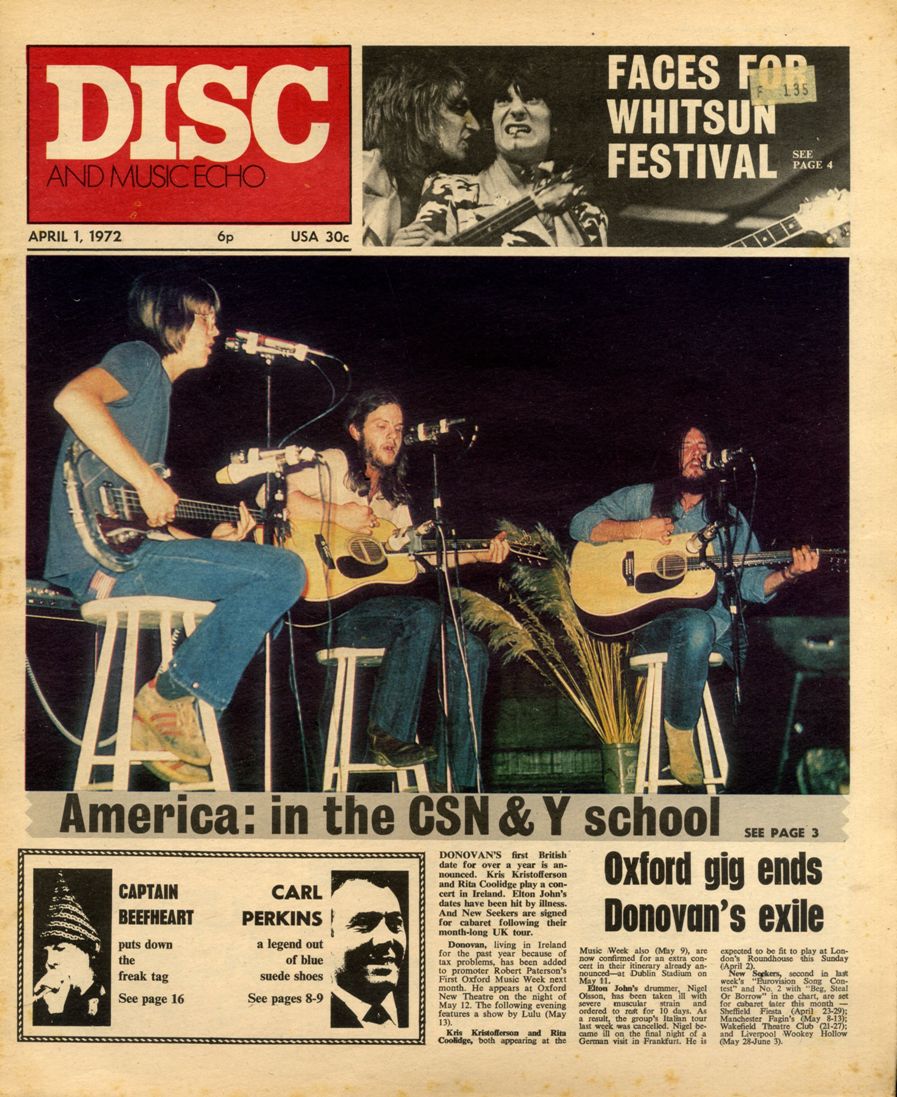 DISC
AND MUSIC ECHO
APRIL 1, 1972 6p USA 30c
FACES FOR
WHITSUN
FESTIVAL
SEE
PAGE 4
135
America: in the CSN & Y school
SEE PAGE 3
CAPTAIN
BEEFHEART
puts down
the
freak tag
See page 16
CARL
PERKINS
a legend out
of blue
suede shoes
See pages 8-9
Oxford gig ends
Donovan's exile
DONOVAN'S first British
date for over a year is an-
nounced. Kris Kristofferson
and Rita Coolidge play a con-
cert in Ireland. Elton John's
dates have been hit by illness.
And New Seekers are signed
for cabaret following their
month-long UK tour.
Donovan, living in Ireland
for the past year because of
tax problems, has been added
to promoter Robert Paterson's
First Oxford Music Week next
month. He appears at Oxford
New Theatre on the night of
May 12. The following evening
features a show by Lulu (May
13).
Kris Kristofferson and Rita
Coolidge, both appearing at the
Music Week also (May 9), are
now confirmed for an extra con-
cert in their itinerary already an-
nounced—at Dublin Stadium on
May 11.
Elton John's drummer, Nigel
Olsson, has been taken ill with
severe muscular strain and
ordered to rest for 10 days. As
a result, the group's Italian tour
last week was cancelled. Nigel be-
came ill on the final night of a
German visit in Frankfurt. He is
expected to be fit to play at Lon-
don's Roundhouse this Sunday
(April 2).
New Seekers, second in last
week's "Eurovision Song Con-
test" and No. 2 with "Beg, Steal
Or Borrow" in the chart, are set
for cabaret later this month —
Sheffield Fiesta (April 23-29);
Manchester Fagin's (May 8-13);
Wakefield Theatre Club (21-27);
and Liverpool Wookey Hollow
(May 28-June 3).